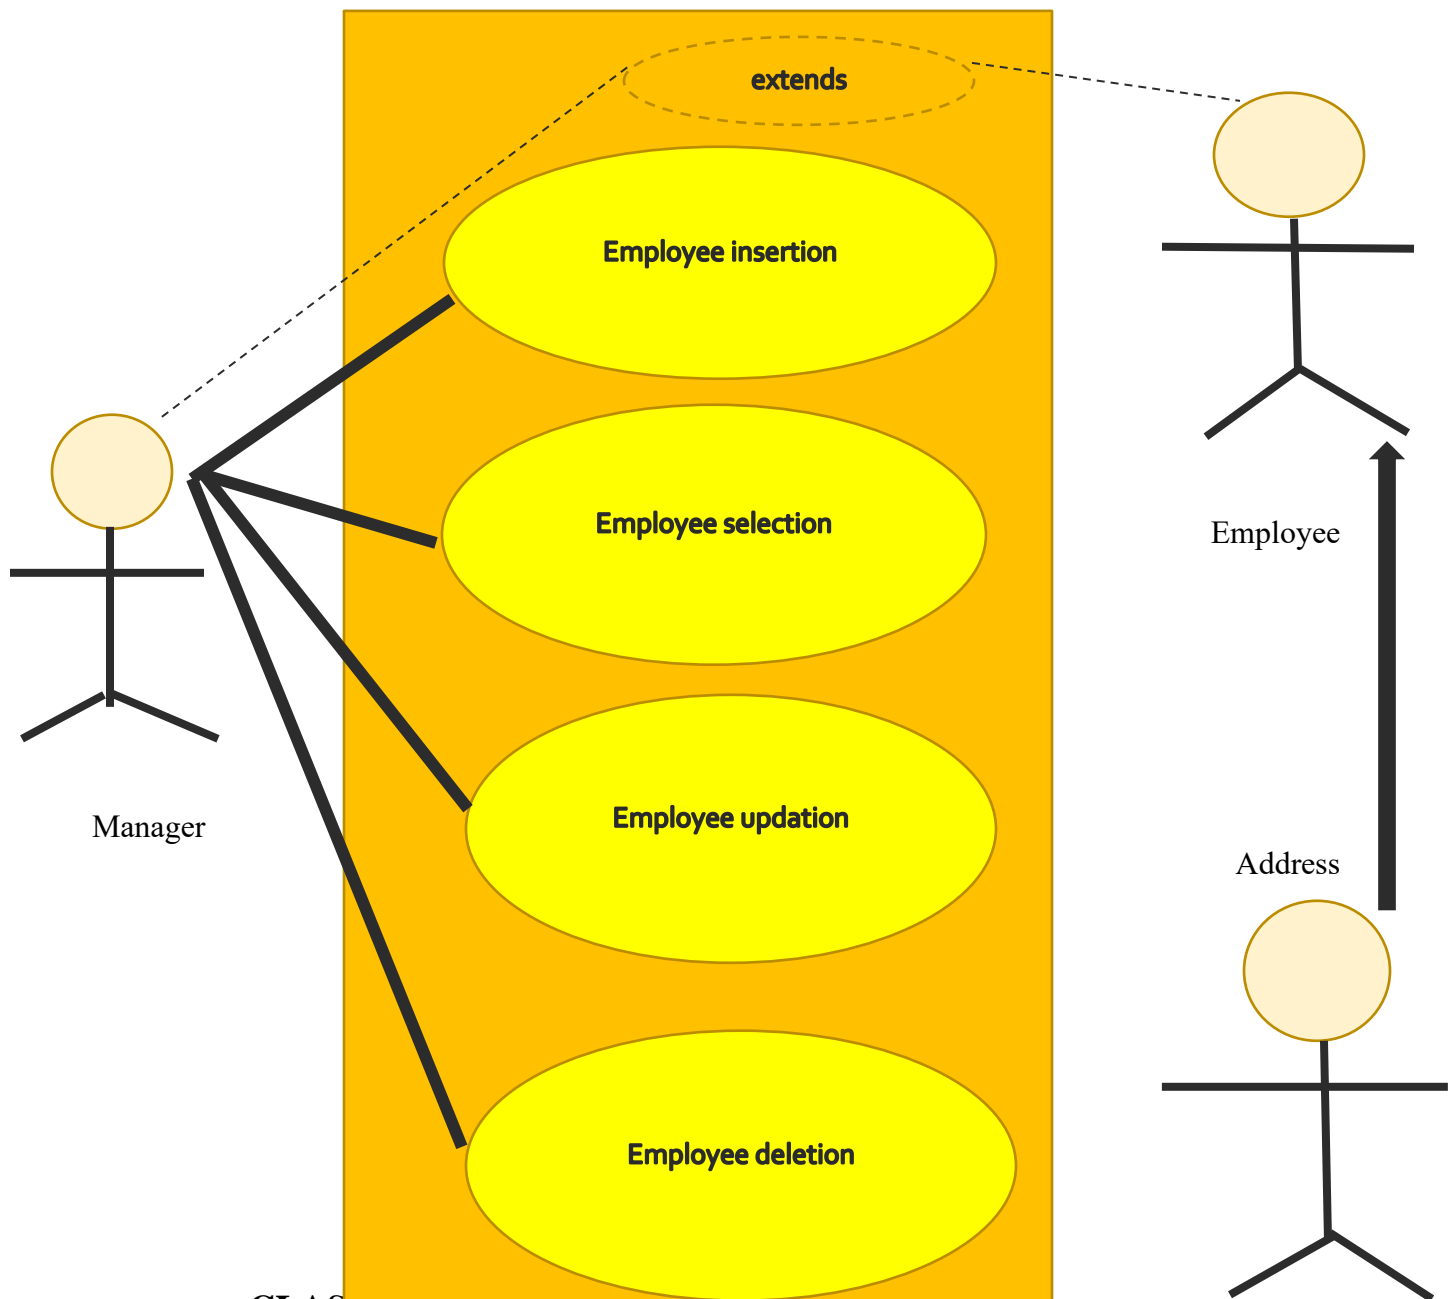 extends
Employee insertion
Employee selection
Employee
Employee updation
Manager
Address
Employee deletion